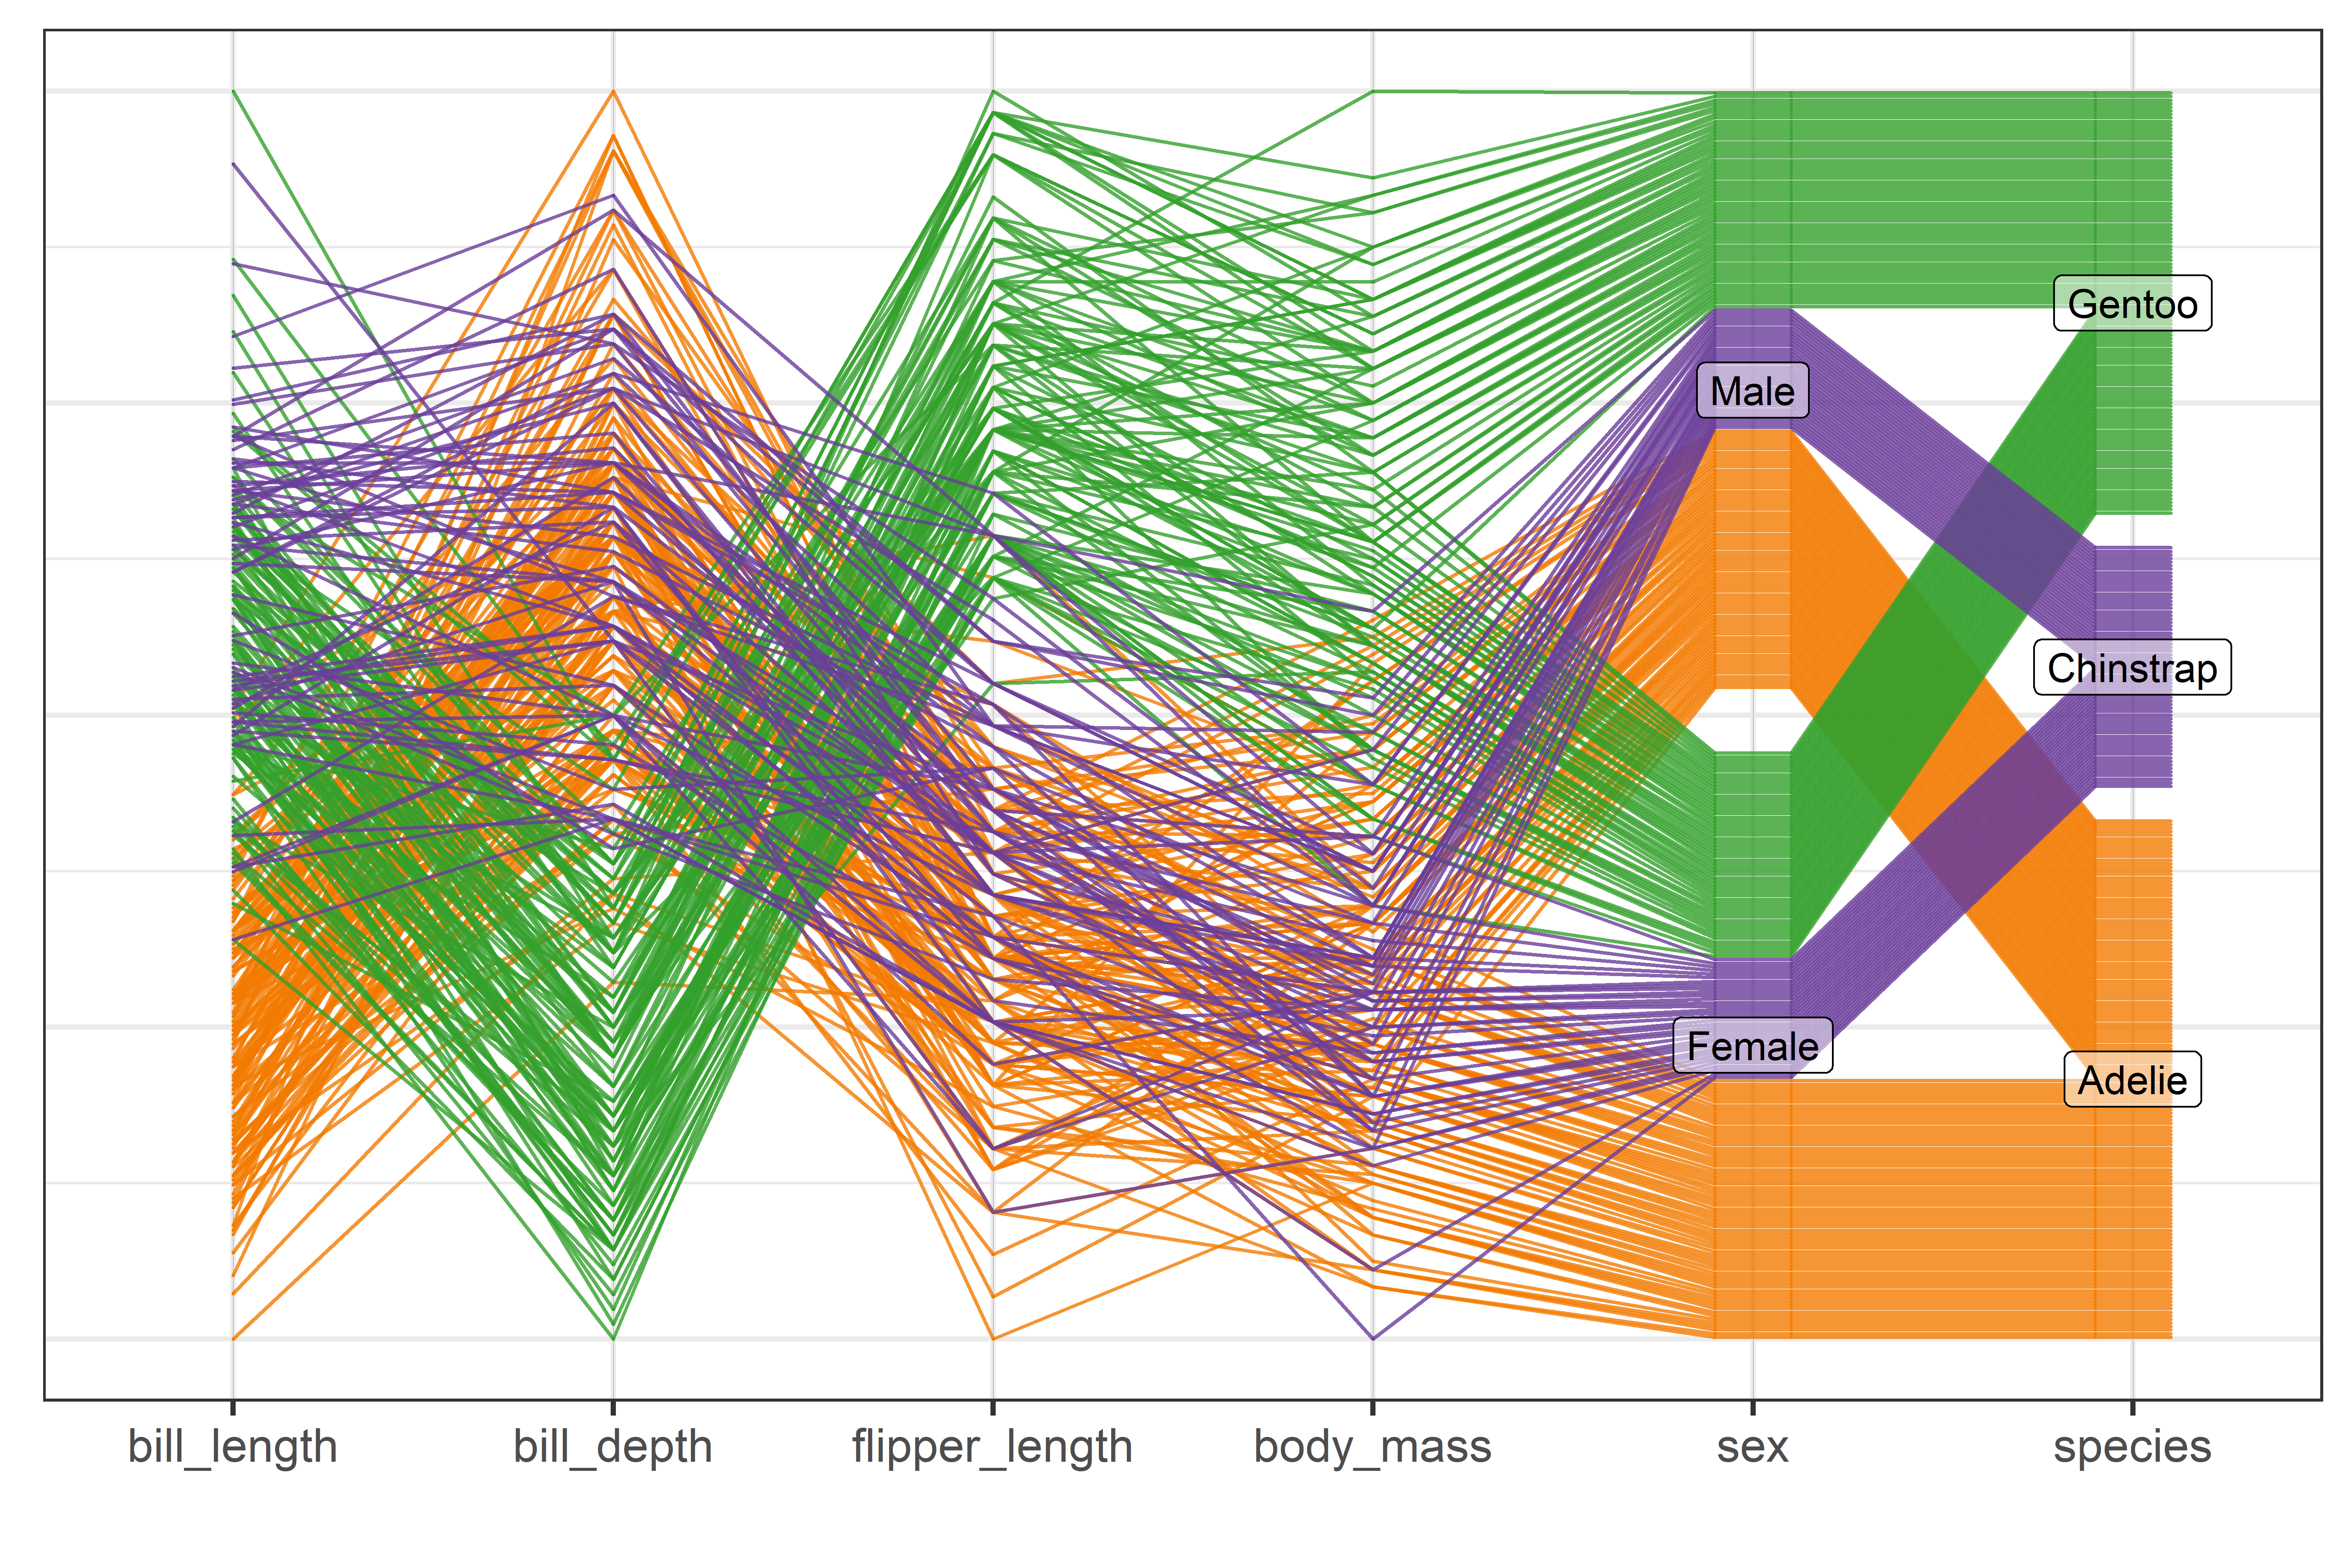 Gentoo
Male
Chinstrap
Female
Adelie
bill_length
bill_depth
flipper_length
body_mass
sex
species